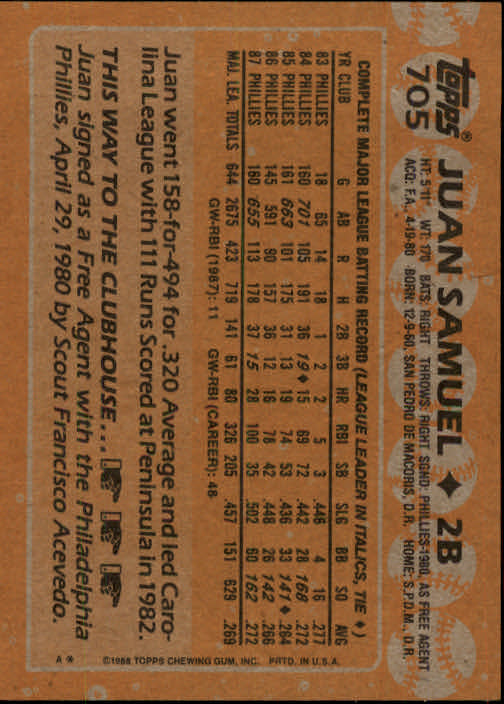 topps®
705
JUAN SAMUEL ♦ 2B
HT: 5'11" WT: 170 BATS: RIGHT THROWS: RIGHT SGND: PHILLIES-1980, AS FREE AGENT
ACQ: F.A., 4-19-80 BORN: 12-9-60, SAN PEDRO DE MACORIS, D.R. HOME: S.P.D.M., D.R.
COMPLETE MAJOR LEAGUE BATTING RECORD (LEAGUE LEADER IN ITALICS, TIE ♦)
YR CLUB G AB R H 2B 3B HR RBI SB SLG BB SO AVG
83 PHILLIES 18 65 14 18 1 2 2 5 3 .446 4 16 .277
84 PHILLIES 160 701 105 191 36 19♦ 15 69 72 .442 28 168 .272
85 PHILLIES 161 663 101 175 31 13 19 74 53 .436 33 141♦ .264
86 PHILLIES 145 591 90 157 36 12 16 78 42 .448 26 142 .266
87 PHILLIES 160 655 113 178 37 15 28 100 35 .502 60 162 .272
MAJ. LEA. TOTALS 644 2675 423 719 141 61 80 326 205 .457 151 629 .269
GW-RBI (1987): 11 GW-RBI (CAREER): 48
Juan went 158-for-494 for .320 Average and led Caro-
lina League with 111 Runs Scored at Peninsula in 1982.
THIS WAY TO THE CLUBHOUSE...
Juan signed as a Free Agent with the Philadelphia
Phillies, April 29, 1980 by Scout Francisco Acevedo.
A * ©1988 TOPPS CHEWING GUM, INC. PRTD. IN U.S.A.